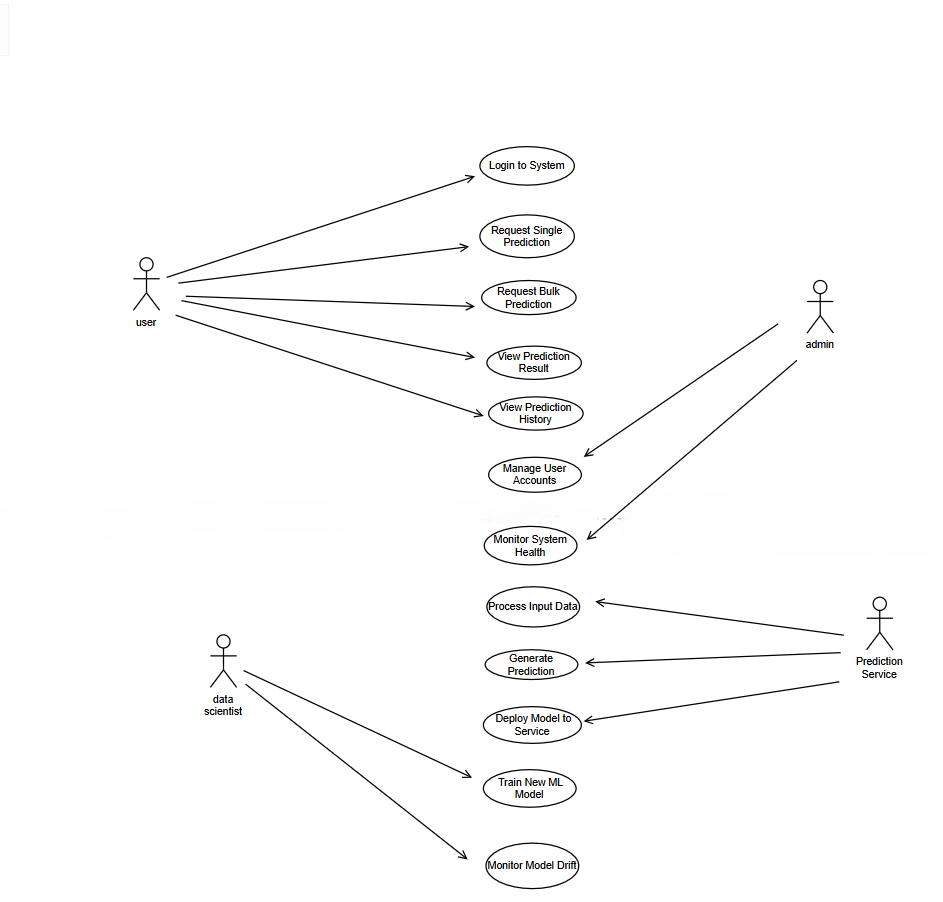 Login to System
Request Single
Prediction
Request Bulk
Prediction
user
View Prediction
Result
admin
View Prediction
History
Manage User
Accounts
Monitor System
Health
Process Input Data
Generate
Prediction
Prediction
Service
data
scientist
Deploy Model to
Service
Train New ML
Model
Monitor Model Drift